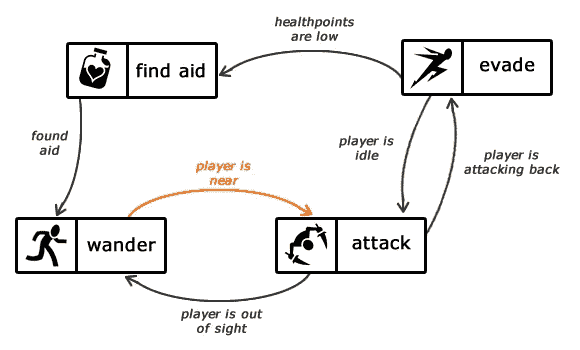 healthpoints
are low
find aid
evade
found
aid
player is
idle
player is
attacking back
player is
near
wander
attack
player is out
of sight